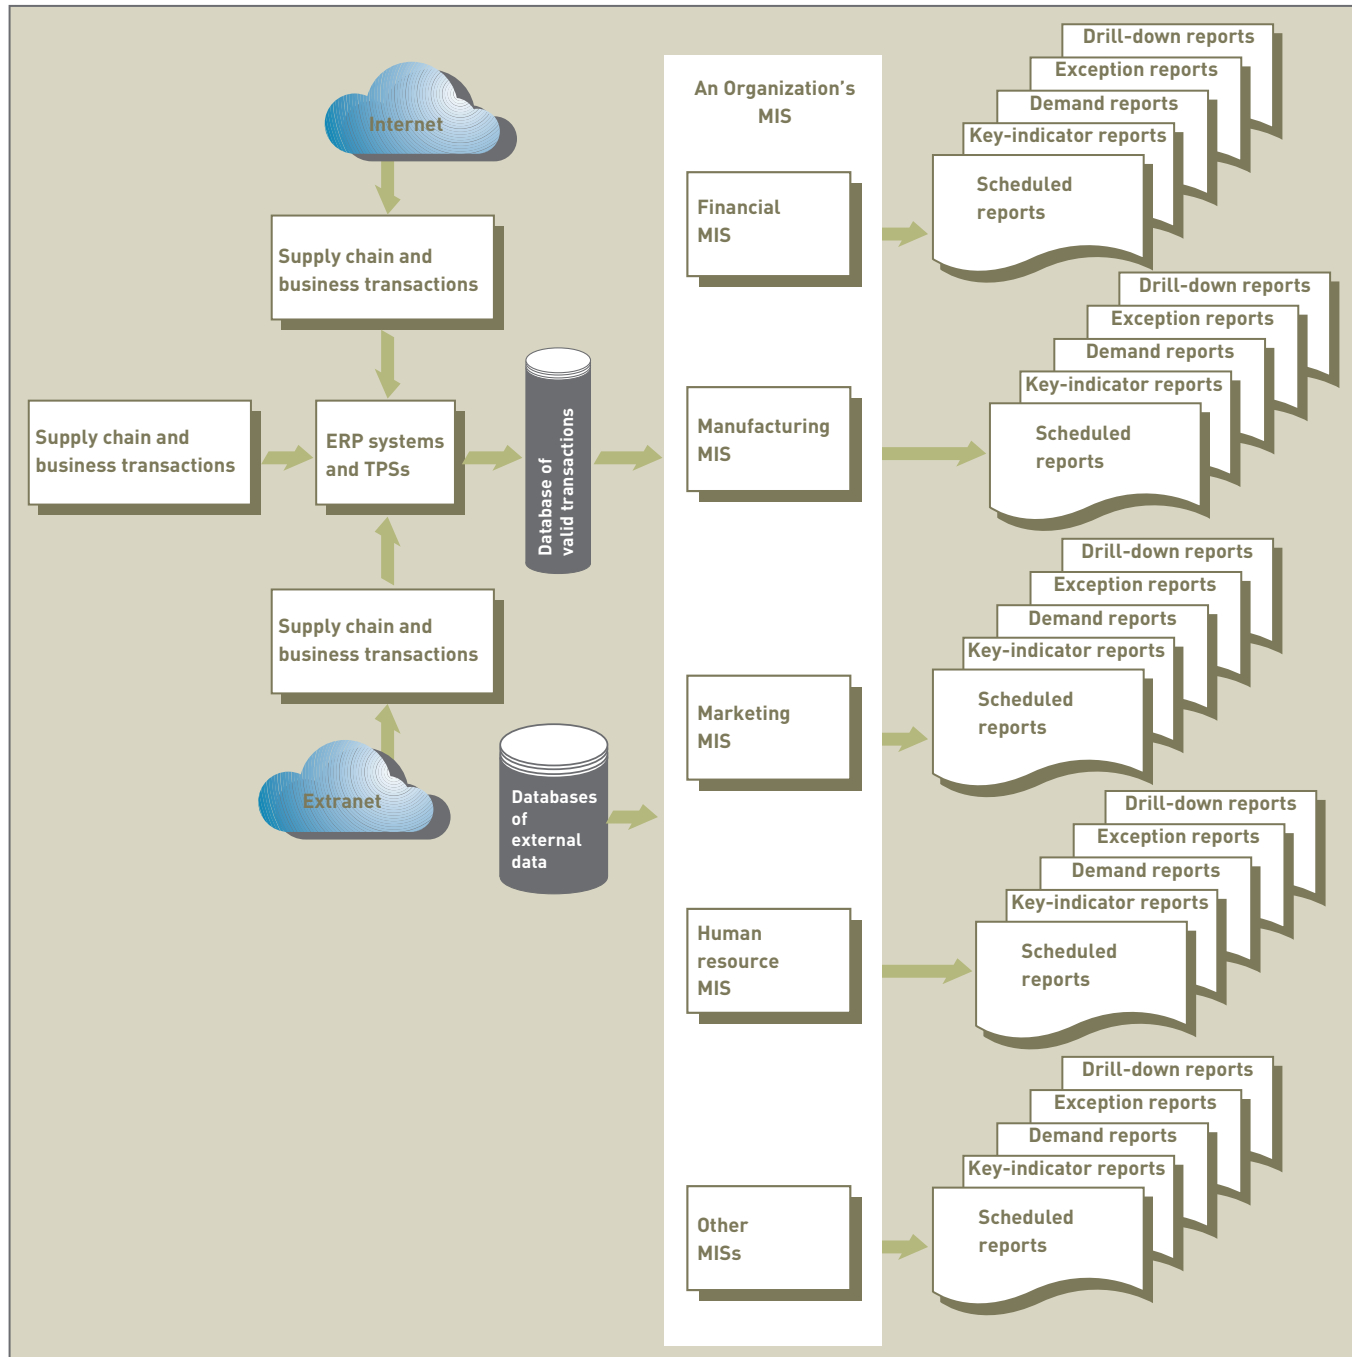 Internet
Supply chain and
business transactions
Supply chain and
business transactions
ERP systems
and TPSs
Database of
valid transactions
Supply chain and
business transactions
Extranet
Databases
of
external
data
An Organization’s
MIS
Financial
MIS
Manufacturing
MIS
Marketing
MIS
Human
resource
MIS
Other
MISs
Drill-down reports
Exception reports
Demand reports
Key-indicator reports
Scheduled
reports
Drill-down reports
Exception reports
Demand reports
Key-indicator reports
Scheduled
reports
Drill-down reports
Exception reports
Demand reports
Key-indicator reports
Scheduled
reports
Drill-down reports
Exception reports
Demand reports
Key-indicator reports
Scheduled
reports
Drill-down reports
Exception reports
Demand reports
Key-indicator reports
Scheduled
reports